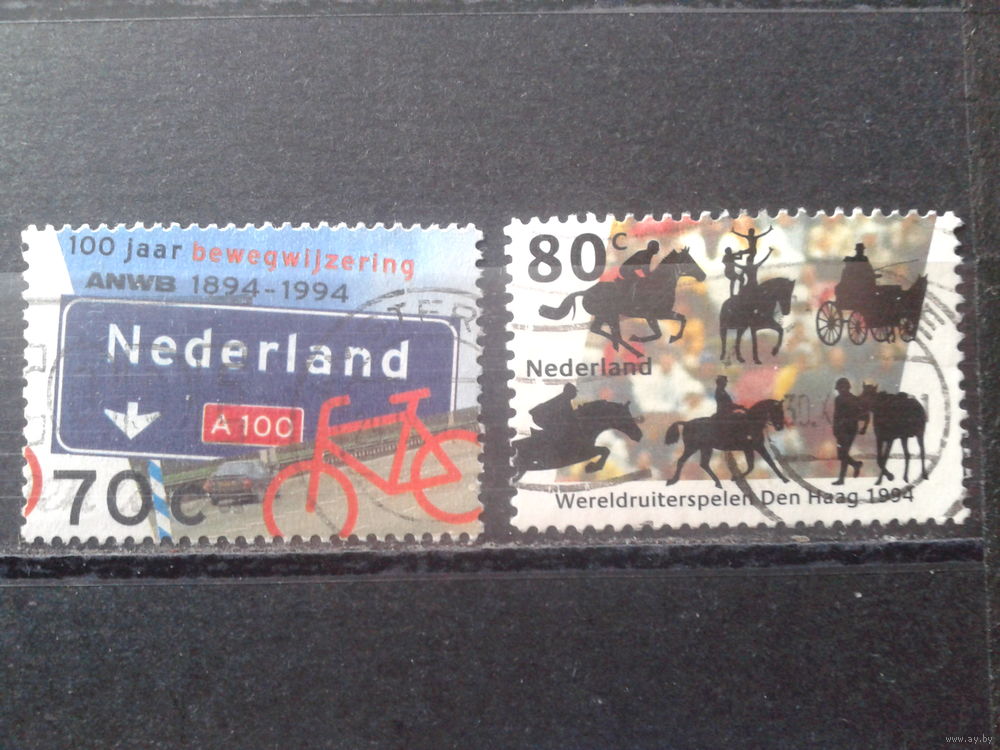 100 jaar bewegwijzering
ANWB 1894-1994
Nederland
A 100
70c
80c
Nederland
Wereldruiterspelen Den Haag 1994
www.ay.by